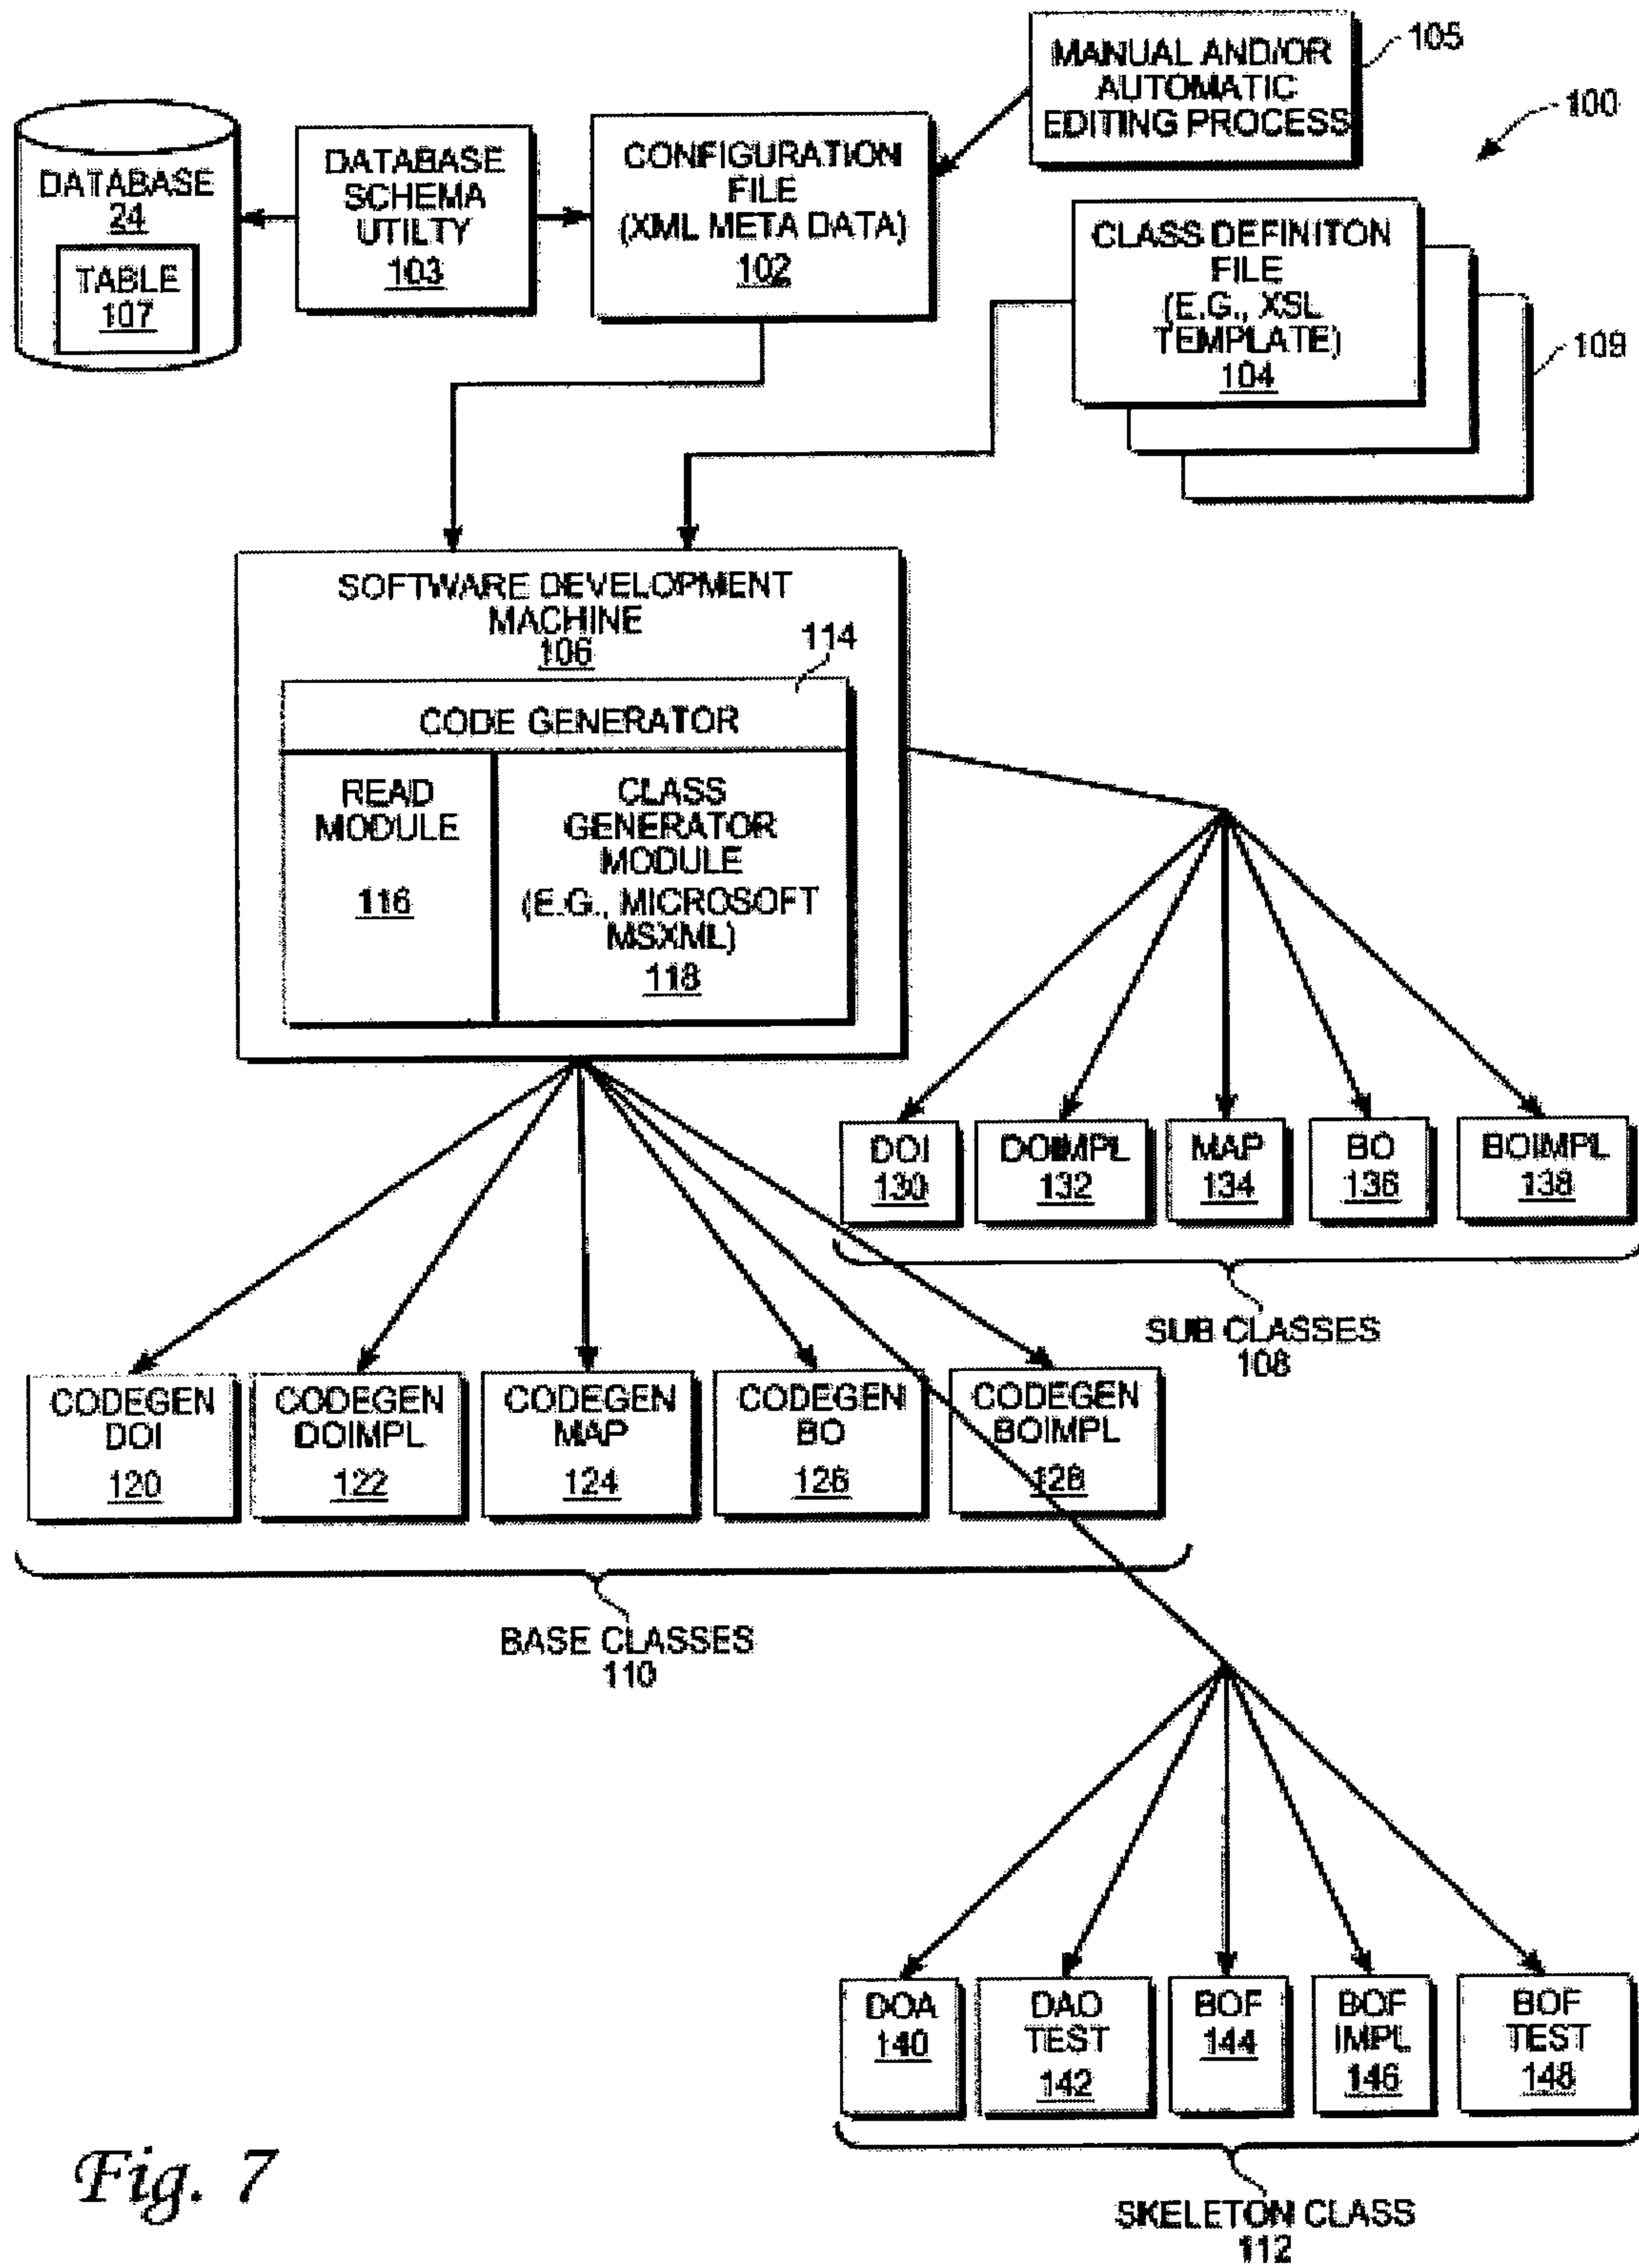 MANUAL AND/OR
AUTOMATIC
EDITING PROCESS
105
100
DATABASE
24
TABLE
107
DATABASE
SCHEMA
UTILTY
103
CONFIGURATION
FILE
(XML META DATA)
102
CLASS DEFINITON
FILE
(E.G., XSL
TEMPLATE)
104
109
SOFTWARE DEVELOPMENT
MACHINE
106
114
CODE GENERATOR
READ
MODULE
116
CLASS
GENERATOR
MODULE
(E.G., MICROSOFT
MSXML)
118
DOI
130
DOIMPL
132
MAP
134
BO
136
BOIMPL
138
SUB CLASSES
108
CODEGEN
DOI
120
CODEGEN
DOIMPL
122
CODEGEN
MAP
124
CODEGEN
BO
126
CODEGEN
BOIMPL
128
BASE CLASSES
110
DOA
140
DAO
TEST
142
BOF
144
BOF
IMPL
146
BOF
TEST
148
SKELETON CLASS
112
Fig. 7